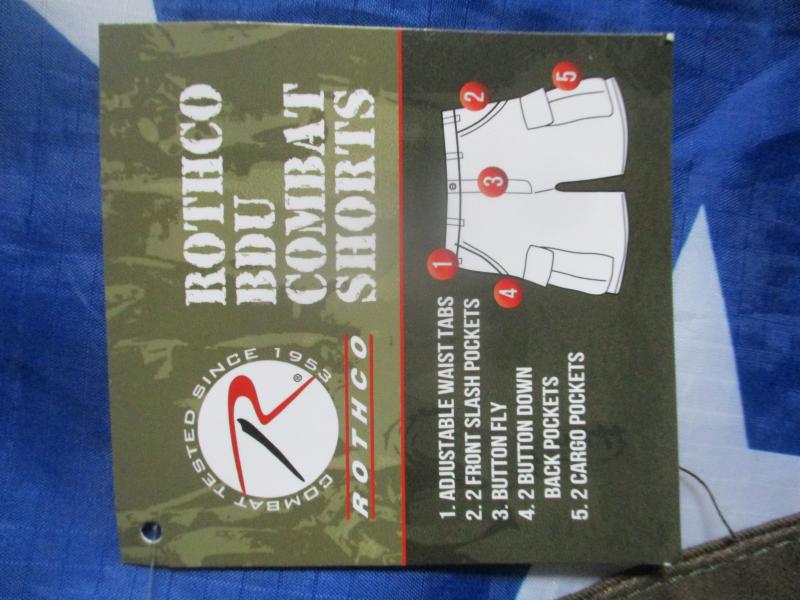 COMBAT TESTED SINCE 1953
R®
ROTHCO
ROTHCO
BDU
COMBAT
SHORTS
1. ADJUSTABLE WAIST TABS
2. 2 FRONT SLASH POCKETS
3. BUTTON FLY
4. 2 BUTTON DOWN
BACK POCKETS
5. 2 CARGO POCKETS
1
2
3
4
5